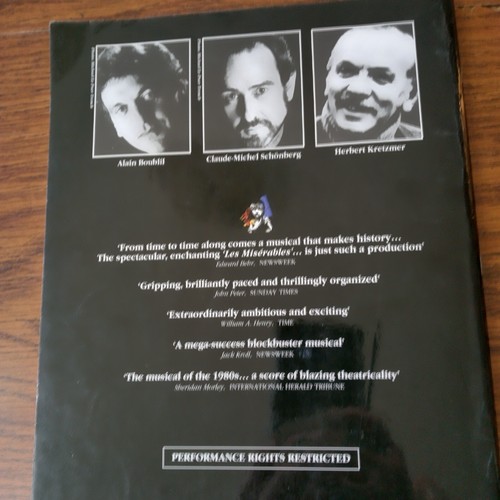 Alain Boublil
Claude-Michel Schönberg
Herbert Kretzmer
'From time to time along comes a musical that makes history...
The spectacular, enchanting 'Les Misérables'... is just such a production'
Edward Behr, NEWSWEEK
'Gripping, brilliantly paced and thrillingly organized'
John Peter, SUNDAY TIMES
'Extraordinarily ambitious and exciting'
William A. Henry, TIME
'A mega-success blockbuster musical'
Jack Kroll, NEWSWEEK
'The musical of the 1980s... a score of blazing theatricality'
Sheridan Morley, INTERNATIONAL HERALD TRIBUNE
PERFORMANCE RIGHTS RESTRICTED